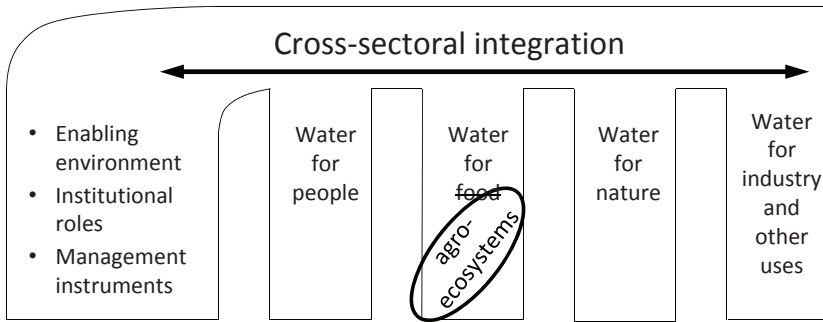 Cross-sectoral integration
• Enabling
environment
• Institutional
roles
• Management
instruments
Water
for
people
Water
for
food
agro-
ecosystems
Water
for
nature
Water
for
industry
and
other
uses